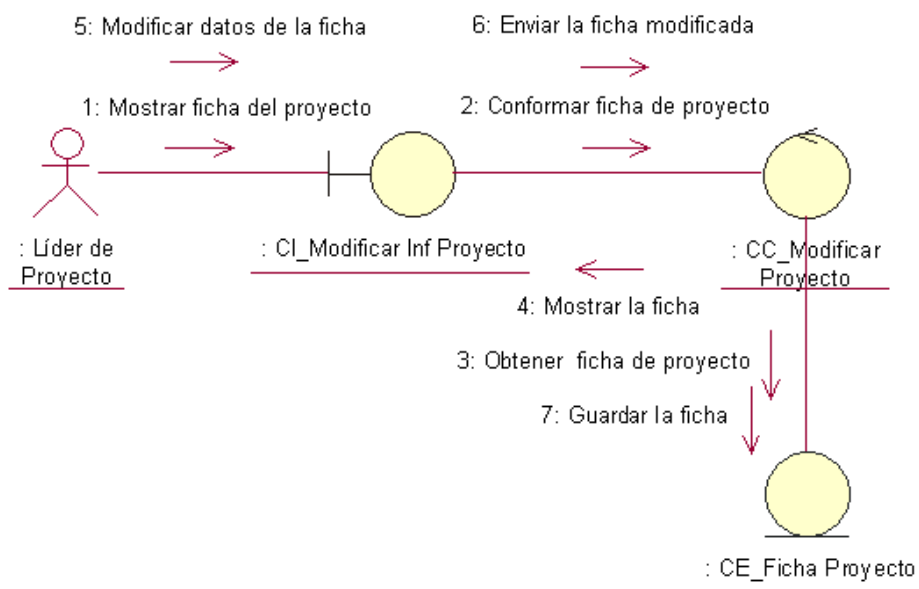 5: Modificar datos de la ficha
6: Enviar la ficha modificada
1: Mostrar ficha del proyecto
2: Conformar ficha de proyecto
: Líder de
Proyecto
: CI_Modificar Inf Proyecto
: CC_Modificar
Proyecto
4: Mostrar la ficha
3: Obtener ficha de proyecto
7: Guardar la ficha
: CE_Ficha Proyecto